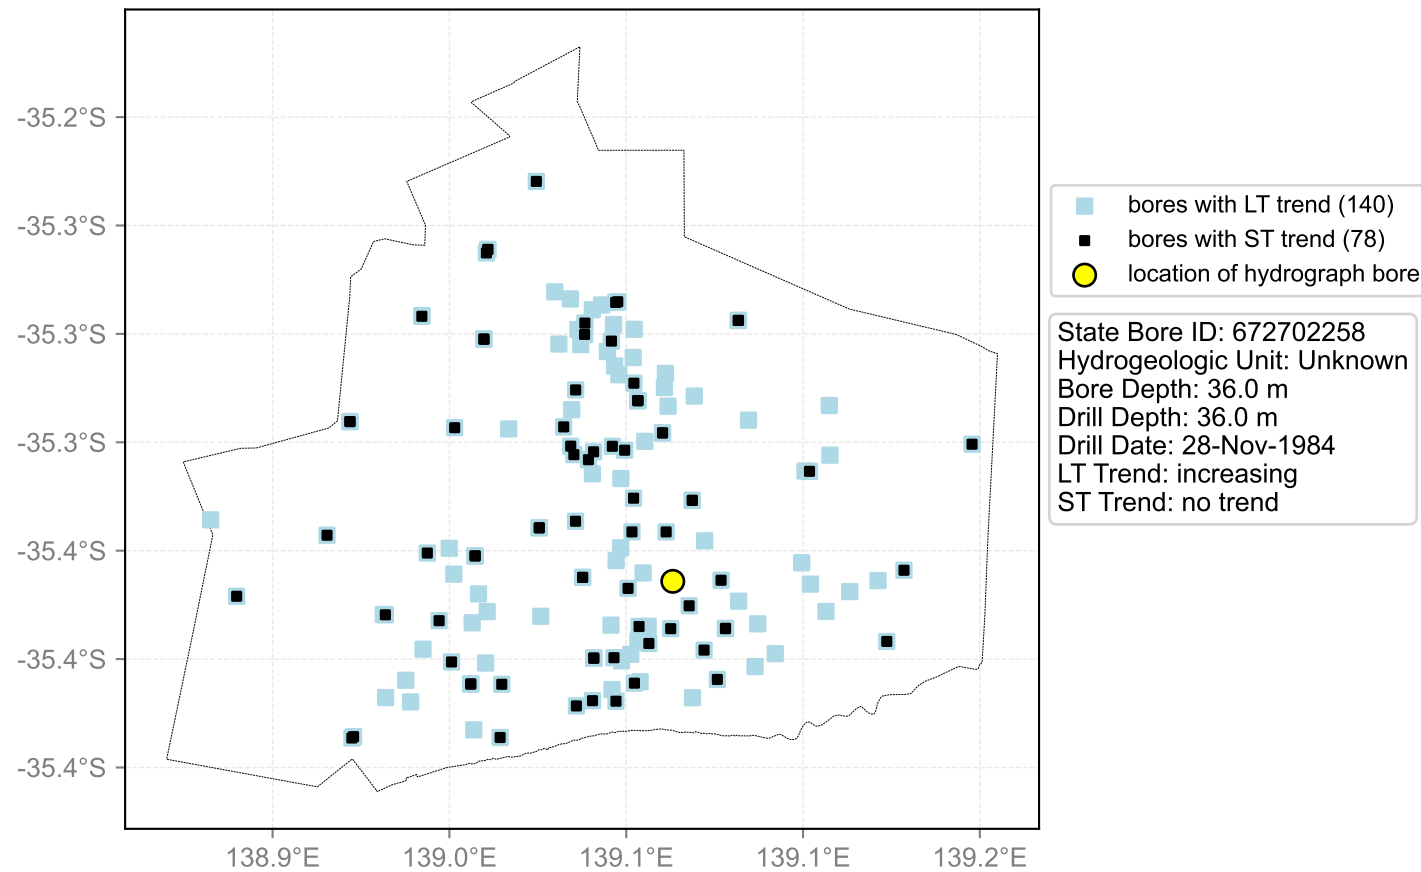 -35.2°S
-35.3°S
-35.3°S
-35.3°S
-35.4°S
-35.4°S
-35.4°S
138.9°E
139.0°E
139.1°E
139.1°E
139.2°E
bores with LT trend (140)
bores with ST trend (78)
location of hydrograph bore
State Bore ID: 672702258
Hydrogeologic Unit: Unknown
Bore Depth: 36.0 m
Drill Depth: 36.0 m
Drill Date: 28-Nov-1984
LT Trend: increasing
ST Trend: no trend